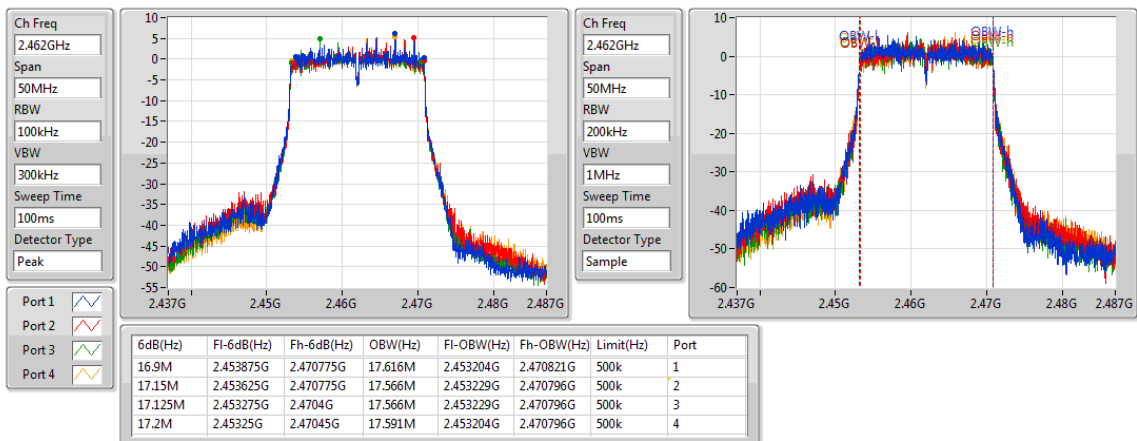 Ch Freq
2.462GHz
Span
50MHz
RBW
100kHz
VBW
300kHz
Sweep Time
100ms
Detector Type
Peak
10
5
0
-5
-10
-15
-20
-25
-30
-35
-40
-45
-50
-55
2.437G 2.45G 2.46G 2.47G 2.48G 2.487G
Ch Freq
2.462GHz
Span
50MHz
RBW
200kHz
VBW
1MHz
Sweep Time
100ms
Detector Type
Sample
10
0
-10
-20
-30
-40
-50
-60
OBW-l OBW-h
2.437G 2.45G 2.46G 2.47G 2.48G 2.487G
Port 1
Port 2
Port 3
Port 4
6dB(Hz) Fl-6dB(Hz) Fh-6dB(Hz) OBW(Hz) Fl-OBW(Hz) Fh-OBW(Hz) Limit(Hz) Port
16.9M 2.453875G 2.470775G 17.616M 2.453204G 2.470821G 500k 1
17.15M 2.453625G 2.470775G 17.566M 2.453229G 2.470796G 500k 2
17.125M 2.453275G 2.4704G 17.566M 2.453229G 2.470796G 500k 3
17.2M 2.45325G 2.47045G 17.591M 2.453204G 2.470796G 500k 4